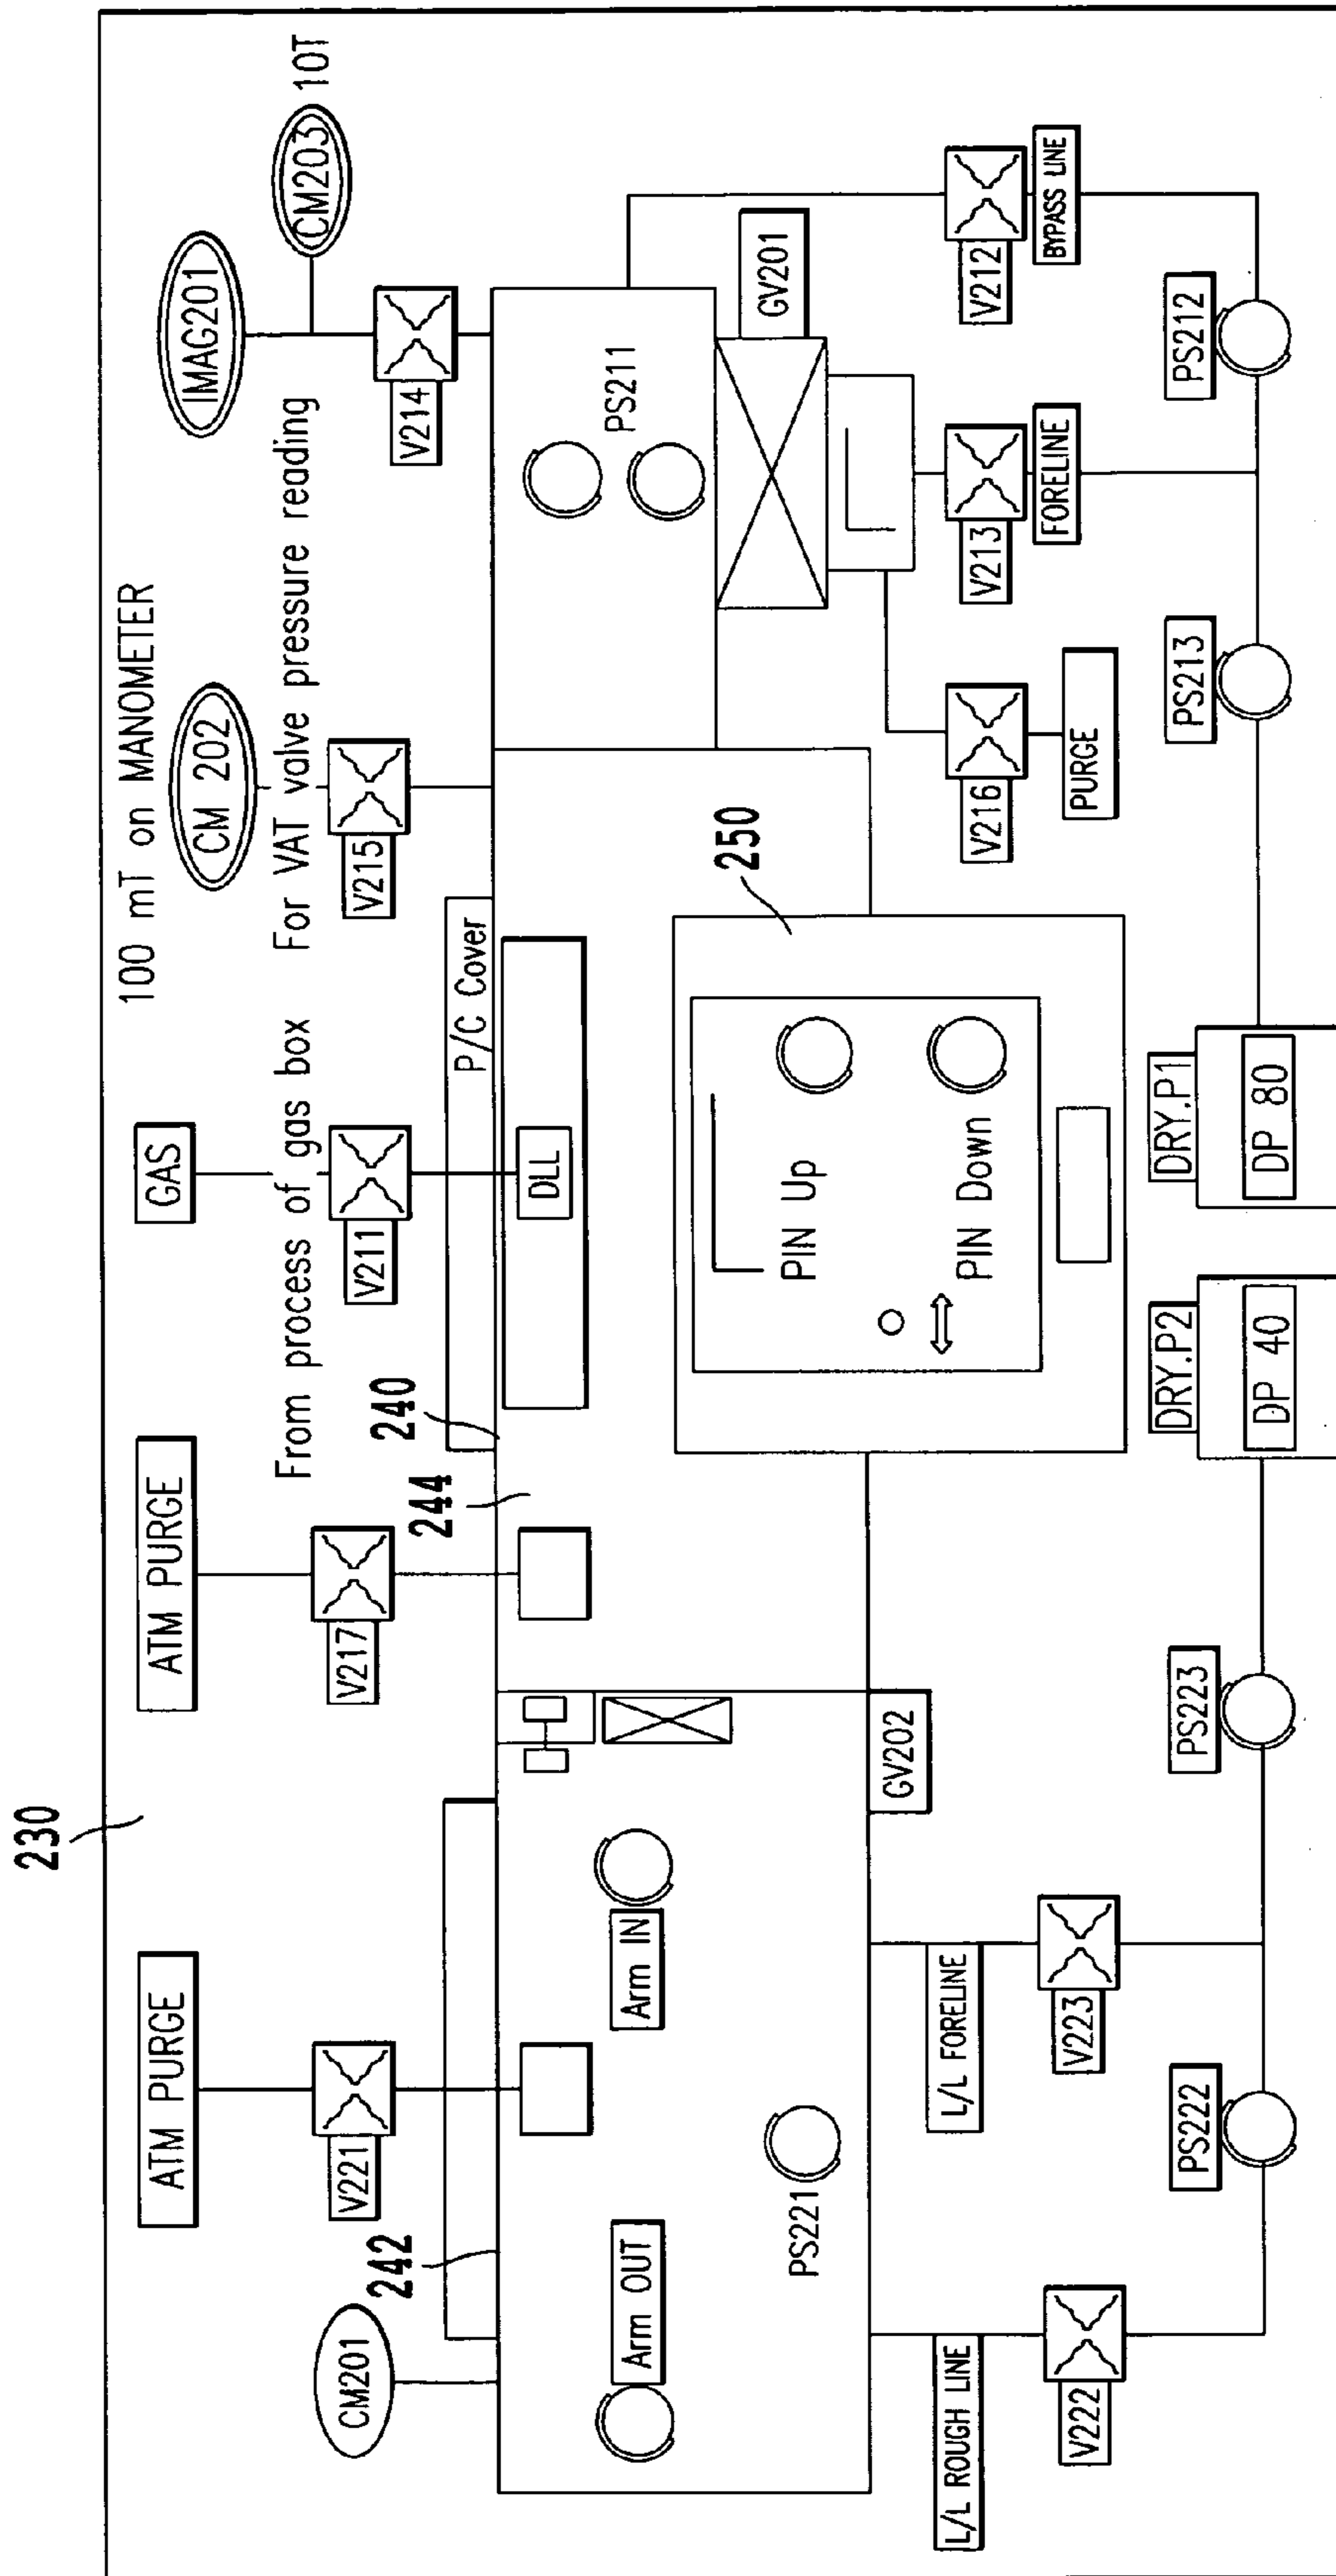 230
ATM PURGE
ATM PURGE
GAS
100 mT on MANOMETER
CM 202
IMAG201
CM203
10T
From process of gas box
For VAT valve pressure reading
CM201
V221
V217
V211
V215
V214
242
244
240
P/C Cover
DLL
Arm OUT
Arm IN
PS221
PS211
PIN Up
PIN Down
250
GV202
GV201
L/L ROUGH LINE
L/L FORELINE
V222
V223
V216
V213
V212
PURGE
FORELINE
BYPASS LINE
PS222
PS223
PS213
PS212
DRY.P2
DRY.P1
DP 40
DP 80